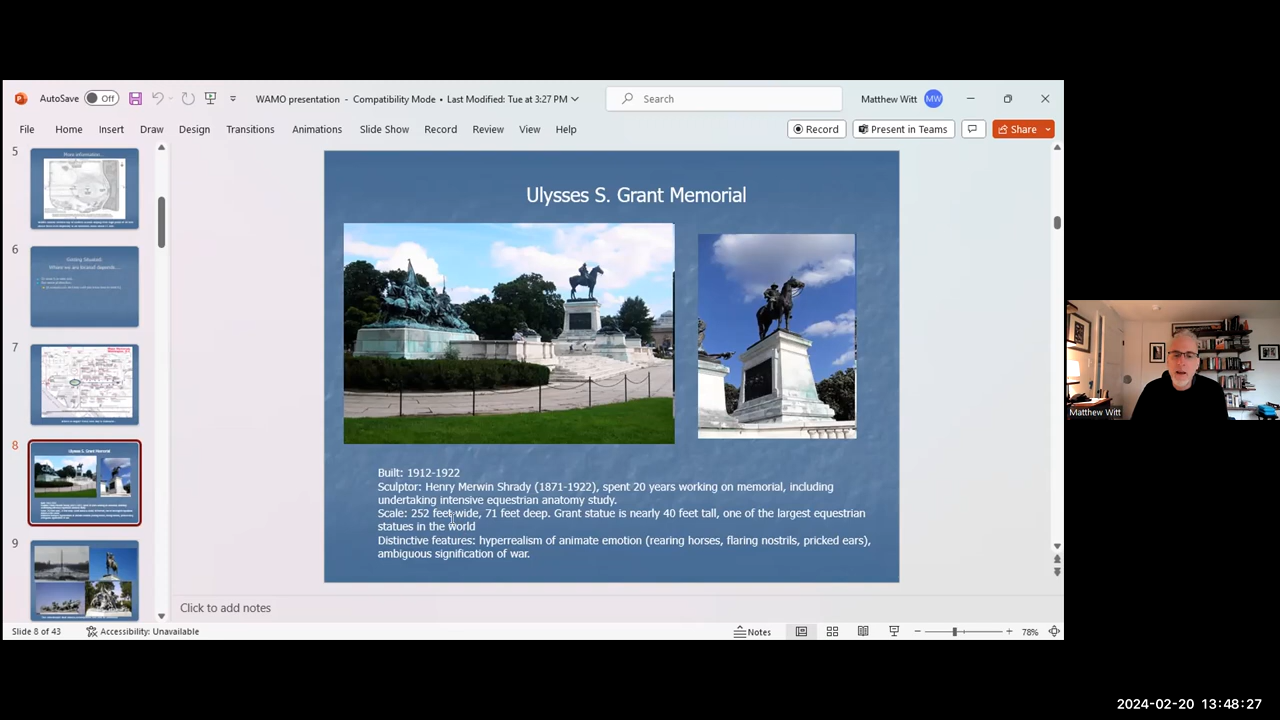 AutoSave Off WAMO presentation - Compatibility Mode • Last Modified: Tue at 3:27 PM Search Matthew Witt MW
File Home Insert Draw Design Transitions Animations Slide Show Record Review View Help Record Present in Teams Share
5
6
7
8
9
Ulysses S. Grant Memorial
Built: 1912-1922
Sculptor: Henry Merwin Shrady (1871-1922), spent 20 years working on memorial, including
undertaking intensive equestrian anatomy study.
Scale: 252 feet wide, 71 feet deep. Grant statue is nearly 40 feet tall, one of the largest equestrian
statues in the world
Distinctive features: hyperrealism of animate emotion (rearing horses, flaring nostrils, pricked ears),
ambiguous signification of war.
Click to add notes
Slide 8 of 43 Accessibility: Unavailable Notes 78%
Matthew Witt
2024-02-20 13:48:27